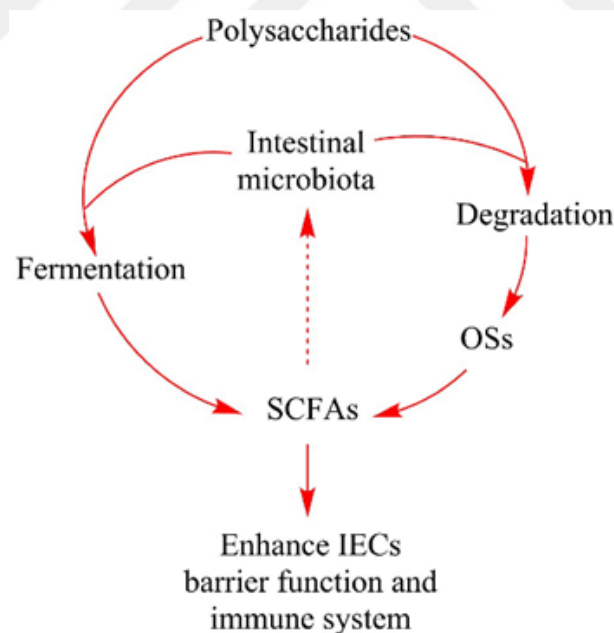 Polysaccharides
Intestinal
microbiota
Degradation
Fermentation
OSs
SCFAs
Enhance IECs
barrier function and
immune system